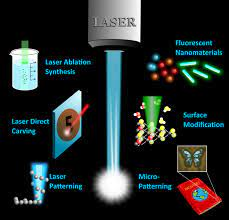 LASER
Laser Ablation
Synthesis
Fluorescent
Nanomaterials
Laser Direct
Carving
Surface
Modification
Laser
Patterning
Micro-
Patterning